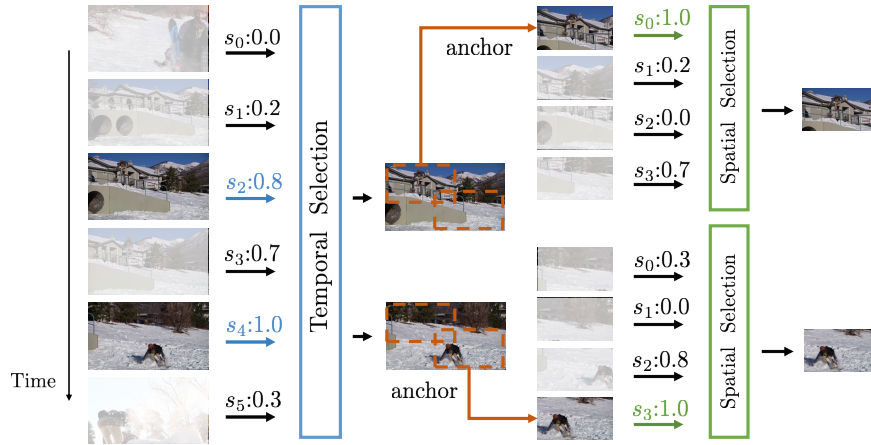 s₀:0.0
s₁:0.2
s₂:0.8
s₃:0.7
s₄:1.0
s₅:0.3
Time
Temporal Selection
anchor
anchor
s₀:1.0
s₁:0.2
s₂:0.0
s₃:0.7
Spatial Selection
s₀:0.3
s₁:0.0
s₂:0.8
s₃:1.0
Spatial Selection